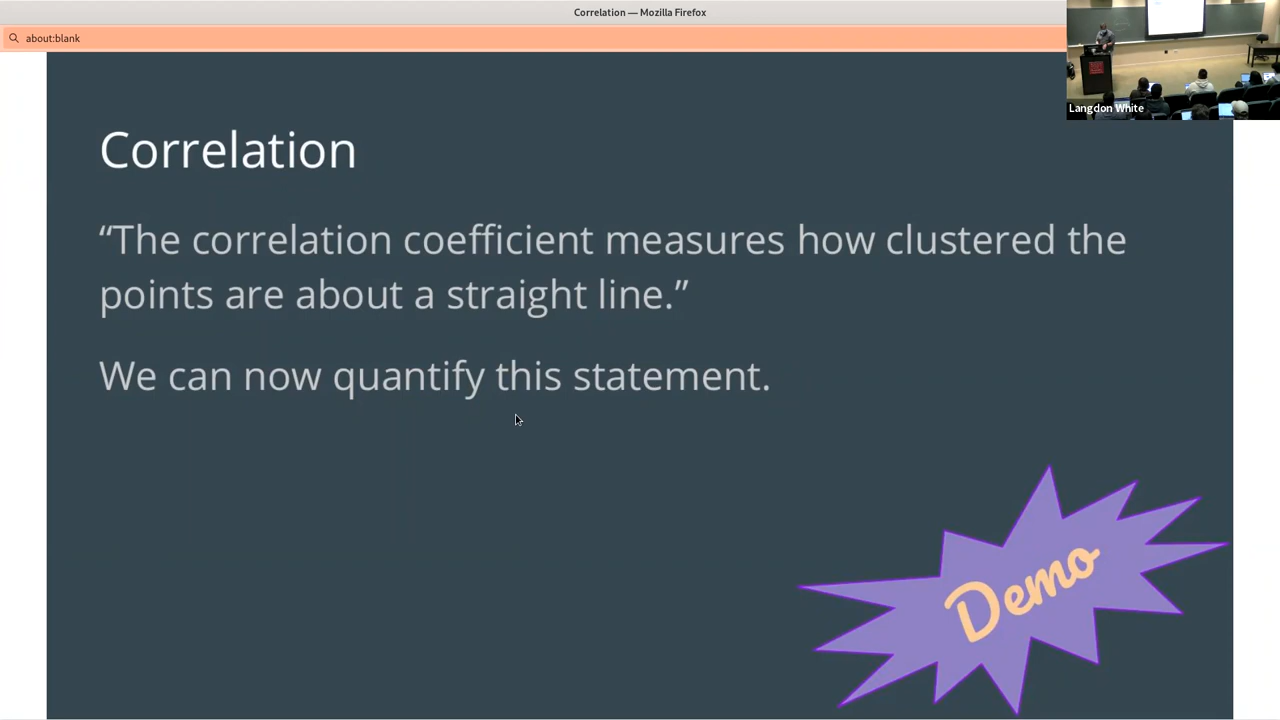 Correlation — Mozilla Firefox
about:blank
Langdon White
Correlation
“The correlation coefficient measures how clustered the
points are about a straight line.”
We can now quantify this statement.
Demo